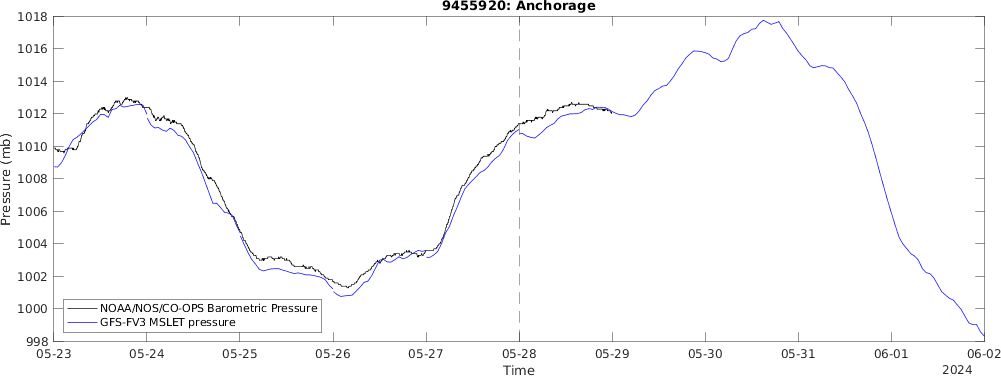 9455920: Anchorage
Pressure (mb)
1018
1016
1014
1012
1010
1008
1006
1004
1002
1000
998
NOAA/NOS/CO-OPS Barometric Pressure
GFS-FV3 MSLET pressure
05-23 05-24 05-25 05-26 05-27 05-28 05-29 05-30 05-31 06-01 06-02
Time
2024